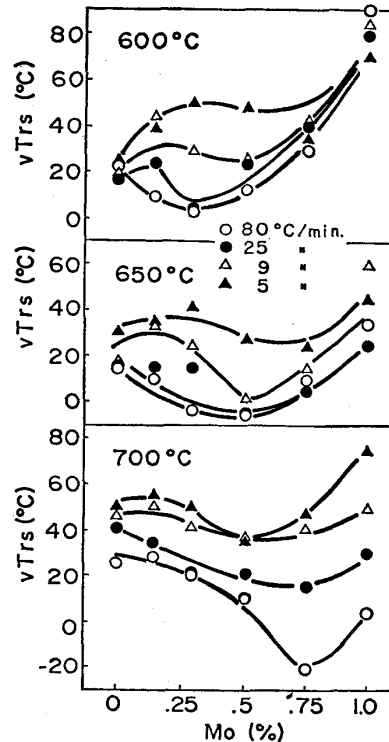 80
600°C
60
40
20
0
vTrs (°C)
○ 80°C/min.
● 25 "
△ 9 "
▲ 5 "
650°C
60
40
20
0
vTrs (°C)
80
700°C
60
40
20
0
-20
vTrs (°C)
0 .25 .5 .75 1.0
Mo (%)